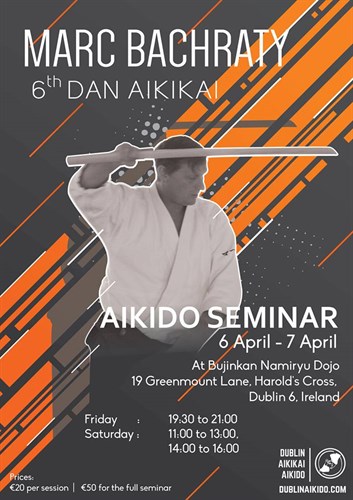 MARC BACHRATY
6th DAN AIKIKAI
AIKIDO SEMINAR
6 April - 7 April
At Bujinkan Namiryu Dojo
19 Greenmount Lane, Harold's Cross,
Dublin 6, Ireland
Friday : 19:30 to 21:00
Saturday : 11:00 to 13:00,
14:00 to 16:00
DUBLIN
AIKIKAI
AIKIDO
Prices:
€20 per session | €50 for the full seminar
DUBLINAIKIDO.COM